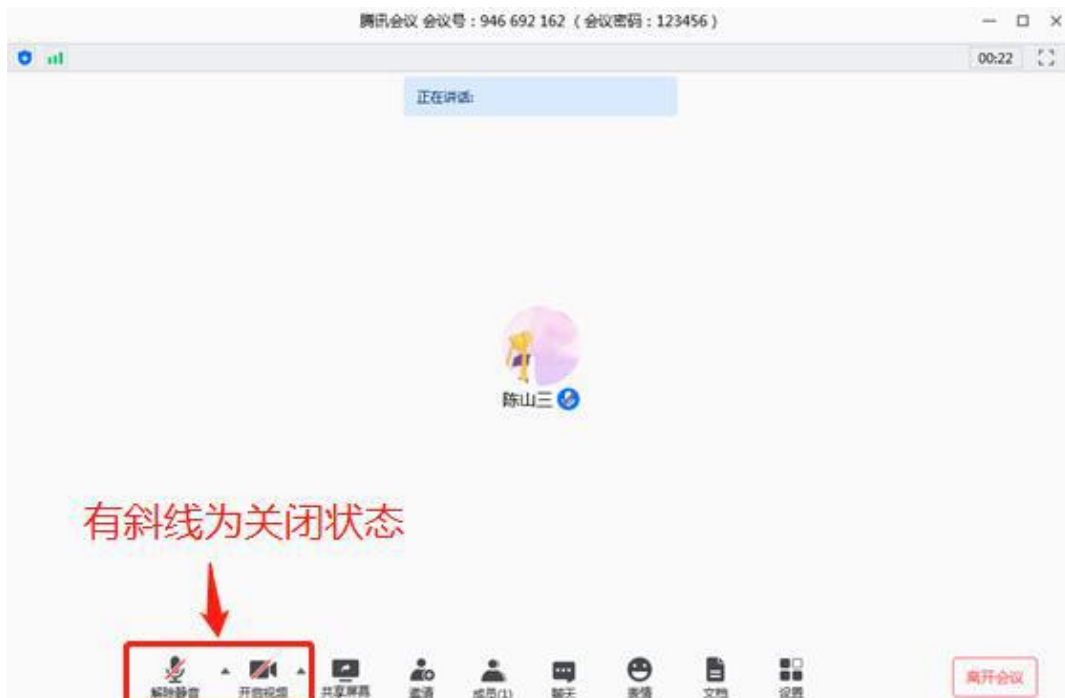 腾讯会议 会议号：946 692 162 （会议密码：123456）
00:22
正在讲话:
陈山三
有斜线为关闭状态
解除静音 开启视频 共享屏幕 邀请 成员(1) 聊天 表情 文档 设置
离开会议